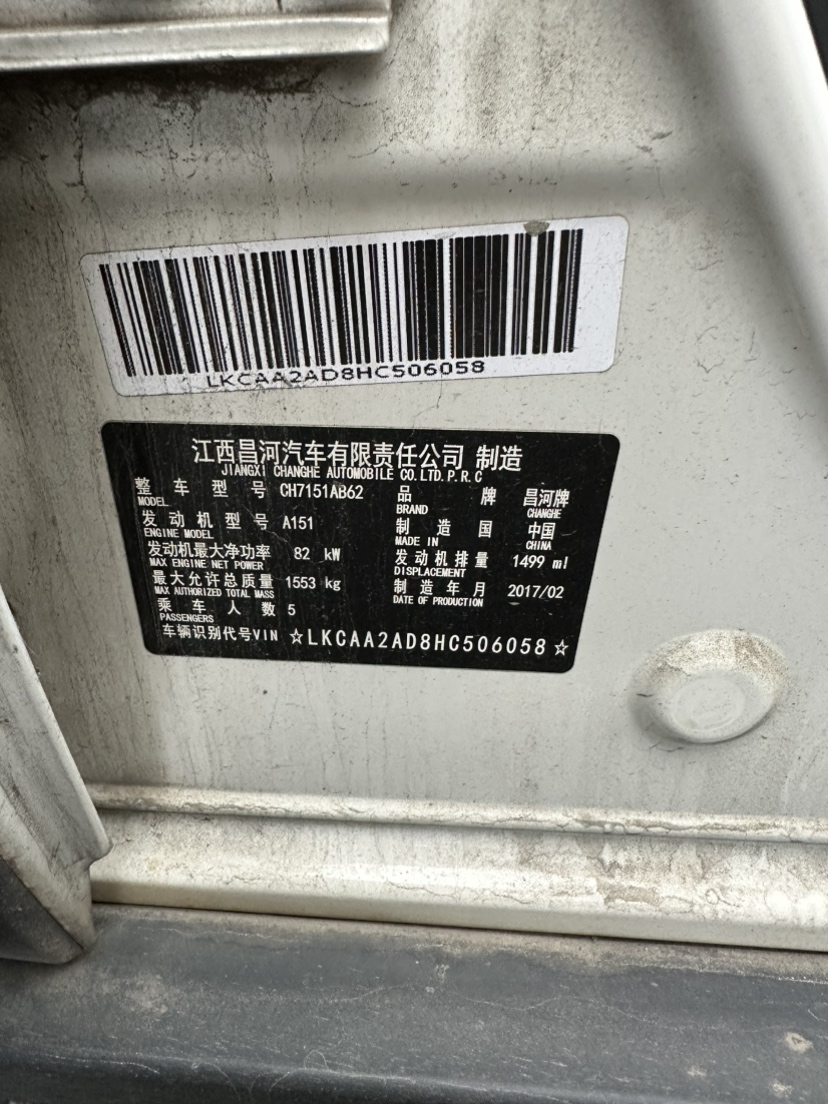 LKCAA2AD8HC506058
江西昌河汽车有限责任公司 制造
JIANGXI CHANGHE AUTOMOBILE CO.LTD.P.R.C
整车型号 CH7151AB62 品牌 昌河牌
MODEL BRAND CHANGHE
发动机型号 A151 制造国 中国
ENGINE MODEL MADE IN CHINA
发动机最大净功率 82 kW 发动机排量 1499 ml
MAX ENGINE NET POWER DISPLACEMENT
最大允许总质量 1553 kg 制造年月 2017/02
MAX AUTHORIZED TOTAL MASS DATE OF PRODUCTION
乘车人数 5
PASSENGERS
车辆识别代号VIN ☆LKCAA2AD8HC506058☆